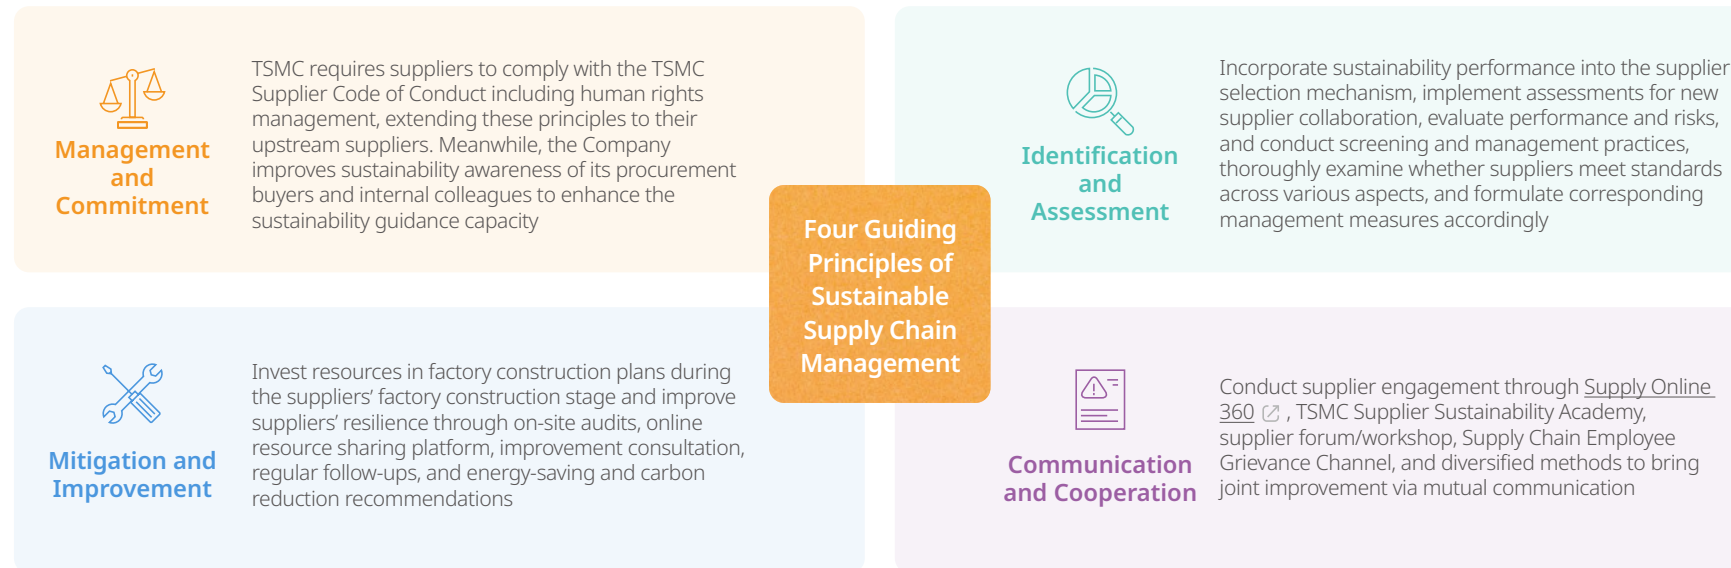 Management
and
Commitment
TSMC requires suppliers to comply with the TSMC
Supplier Code of Conduct including human rights
management, extending these principles to their
upstream suppliers. Meanwhile, the Company
improves sustainability awareness of its procurement
buyers and internal colleagues to enhance the
sustainability guidance capacity
Identification
and
Assessment
Incorporate sustainability performance into the supplier
selection mechanism, implement assessments for new
supplier collaboration, evaluate performance and risks,
and conduct screening and management practices,
thoroughly examine whether suppliers meet standards
across various aspects, and formulate corresponding
management measures accordingly
Four Guiding
Principles of
Sustainable
Supply Chain
Management
Mitigation and
Improvement
Invest resources in factory construction plans during
the suppliers’ factory construction stage and improve
suppliers’ resilience through on-site audits, online
resource sharing platform, improvement consultation,
regular follow-ups, and energy-saving and carbon
reduction recommendations
Communication
and Cooperation
Conduct supplier engagement through Supply Online
360 , TSMC Supplier Sustainability Academy,
supplier forum/workshop, Supply Chain Employee
Grievance Channel, and diversified methods to bring
joint improvement via mutual communication